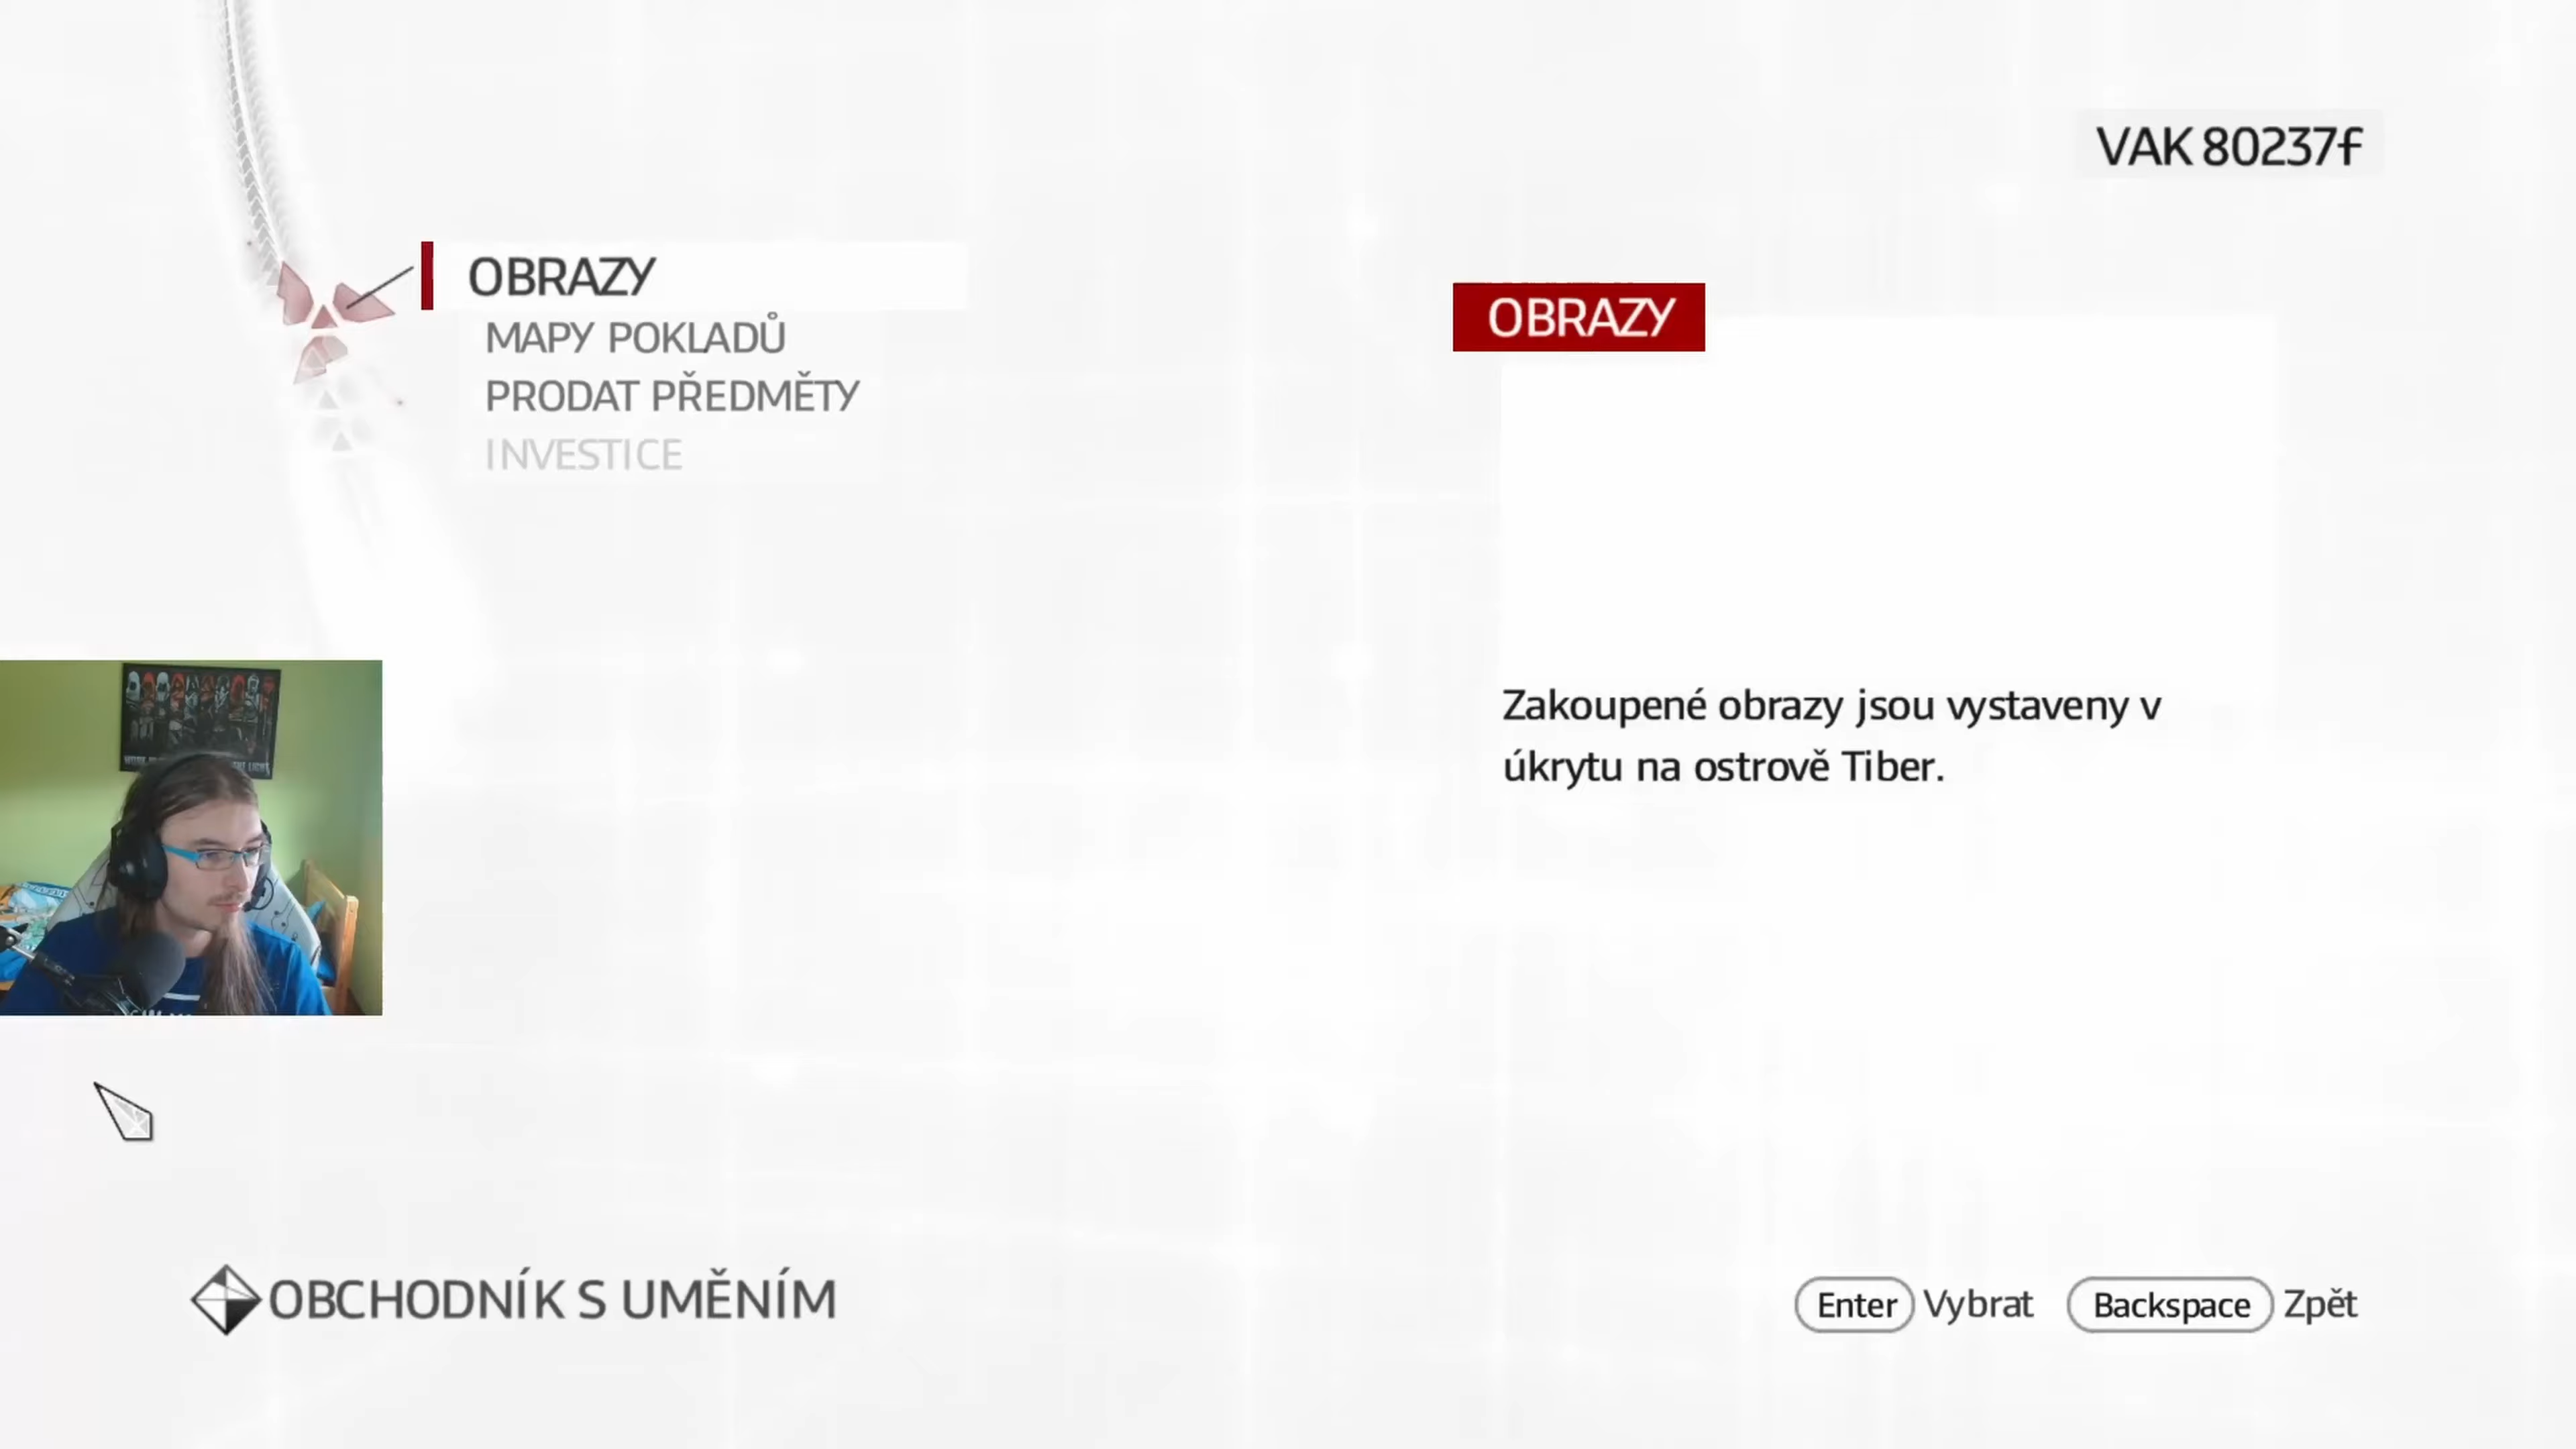 VAK 80237f
OBRAZY
MAPY POKLADŮ
PRODAT PŘEDMĚTY
INVESTICE
OBRAZY
Zakoupené obrazy jsou vystaveny v
úkrytu na ostrově Tiber.
OBCHODNÍK S UMĚNÍM
Enter Vybrat Backspace Zpět